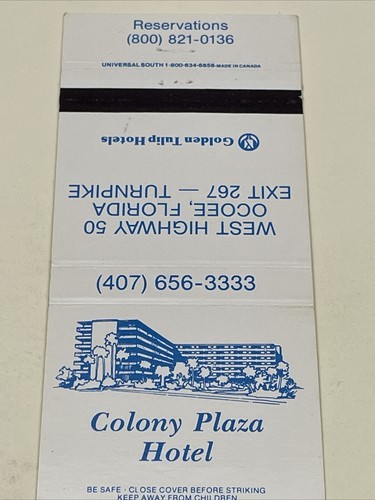 Reservations
(800) 821-0136
UNIVERSAL SOUTH 1-800-634-6858 - MADE IN CANADA
Golden Tulip Hotels
WEST HIGHWAY 50
OCOEE, FLORIDA
EXIT 267 — TURNPIKE
(407) 656-3333
Colony Plaza
Hotel
BE SAFE · CLOSE COVER BEFORE STRIKING
KEEP AWAY FROM CHILDREN